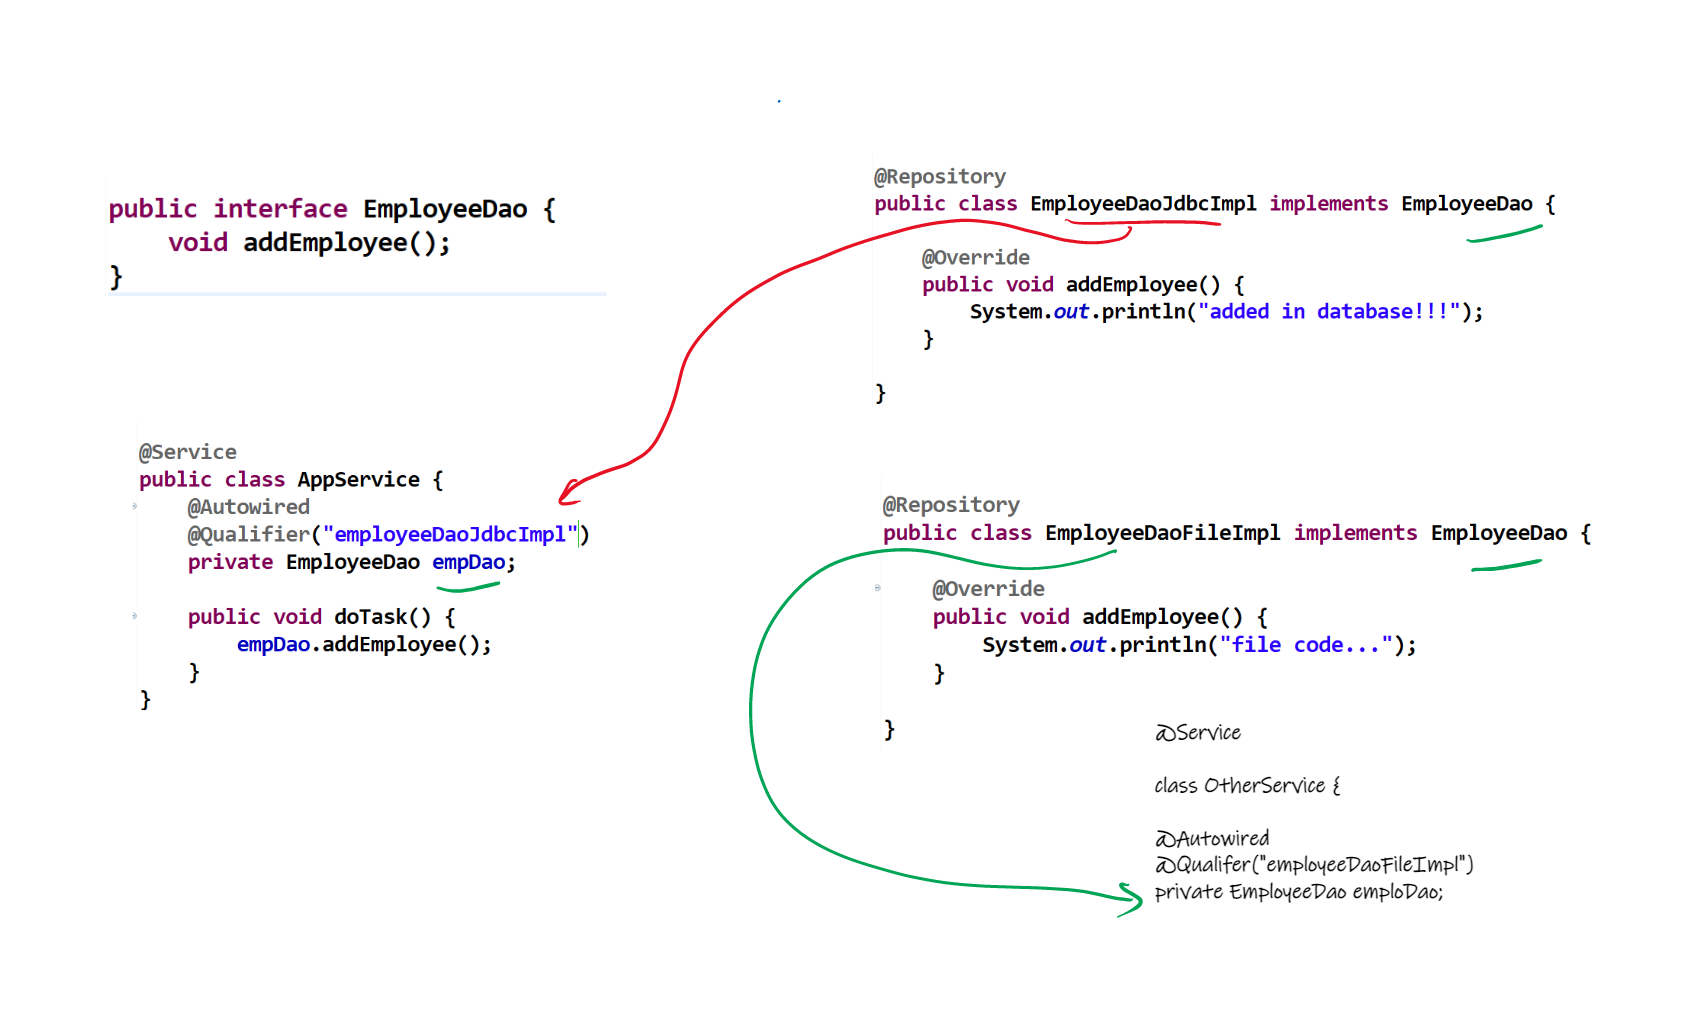 public interface EmployeeDao {
    void addEmployee();
}
@Repository
public class EmployeeDaoJdbcImpl implements EmployeeDao {
    @Override
    public void addEmployee() {
        System.out.println("added in database!!!");
    }
}
@Service
public class AppService {
    @Autowired
    @Qualifier("employeeDaoJdbcImpl")
    private EmployeeDao empDao;
    public void doTask() {
        empDao.addEmployee();
    }
}
@Repository
public class EmployeeDaoFileImpl implements EmployeeDao {
    @Override
    public void addEmployee() {
        System.out.println("file code...");
    }
}
@Service
class OtherService {
@Autowired
@Qualifer("employeeDaoFileImpl")
private EmployeeDao emploDao;